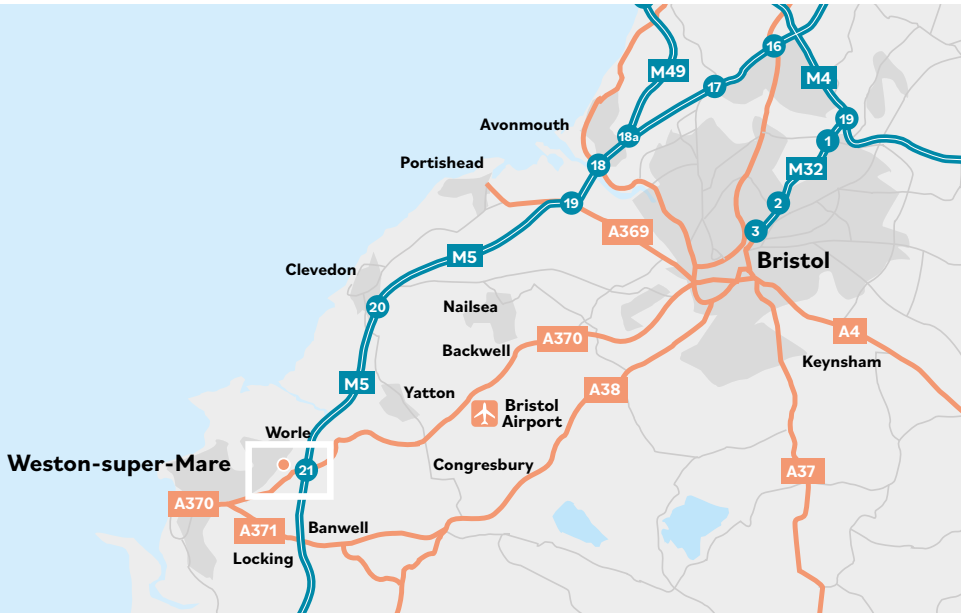 16
M49
17
M4
19
Avonmouth
18a
1
Portishead
18
M32
19
2
A369
3
M5
Bristol
Clevedon
20
Nailsea
A4
A370
Backwell
Keynsham
M5
Yatton
A38
Bristol
Airport
Worle
Weston-super-Mare
21
Congresbury
A37
A370
A371
Banwell
Locking